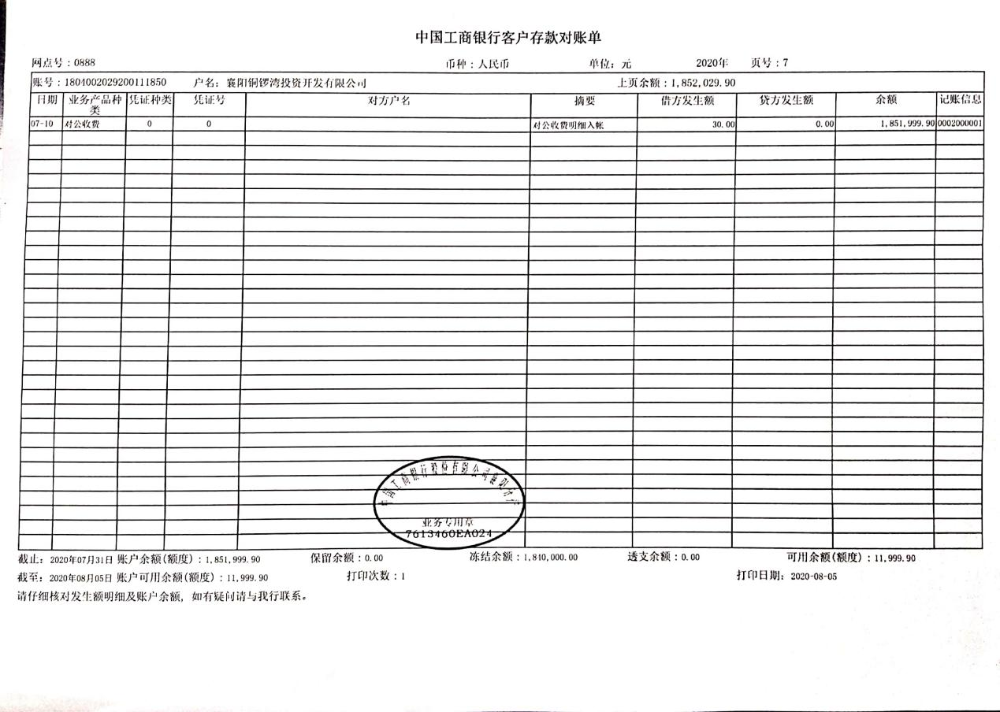 中国工商银行客户存款对账单
网点号：0888 币种：人民币 单位：元 2020年 页号：7
账号：1804002029200111850 户名：襄阳铜锣湾投资开发有限公司 上页余额：1,852,029.90
日期 业务产品种类 凭证种类 凭证号 对方户名 摘要 借方发生额 贷方发生额 余额 记账信息
07-10 对公收费 0 0 对公收费明细入帐 30.00 0.00 1,851,999.90 0002000001
中国工商银行股份有限公司襄阳分行
业务专用章
7613460EA024
截止：2020年07月31日 账户余额(额度)：1,851,999.90 保留余额：0.00 冻结余额：1,840,000.00 透支余额：0.00 可用余额(额度)：11,999.90
截至：2020年08月05日 账户可用余额(额度)：11,999.90 打印次数：1 打印日期：2020-08-05
请仔细核对发生额明细及账户余额，如有疑问请与我行联系。